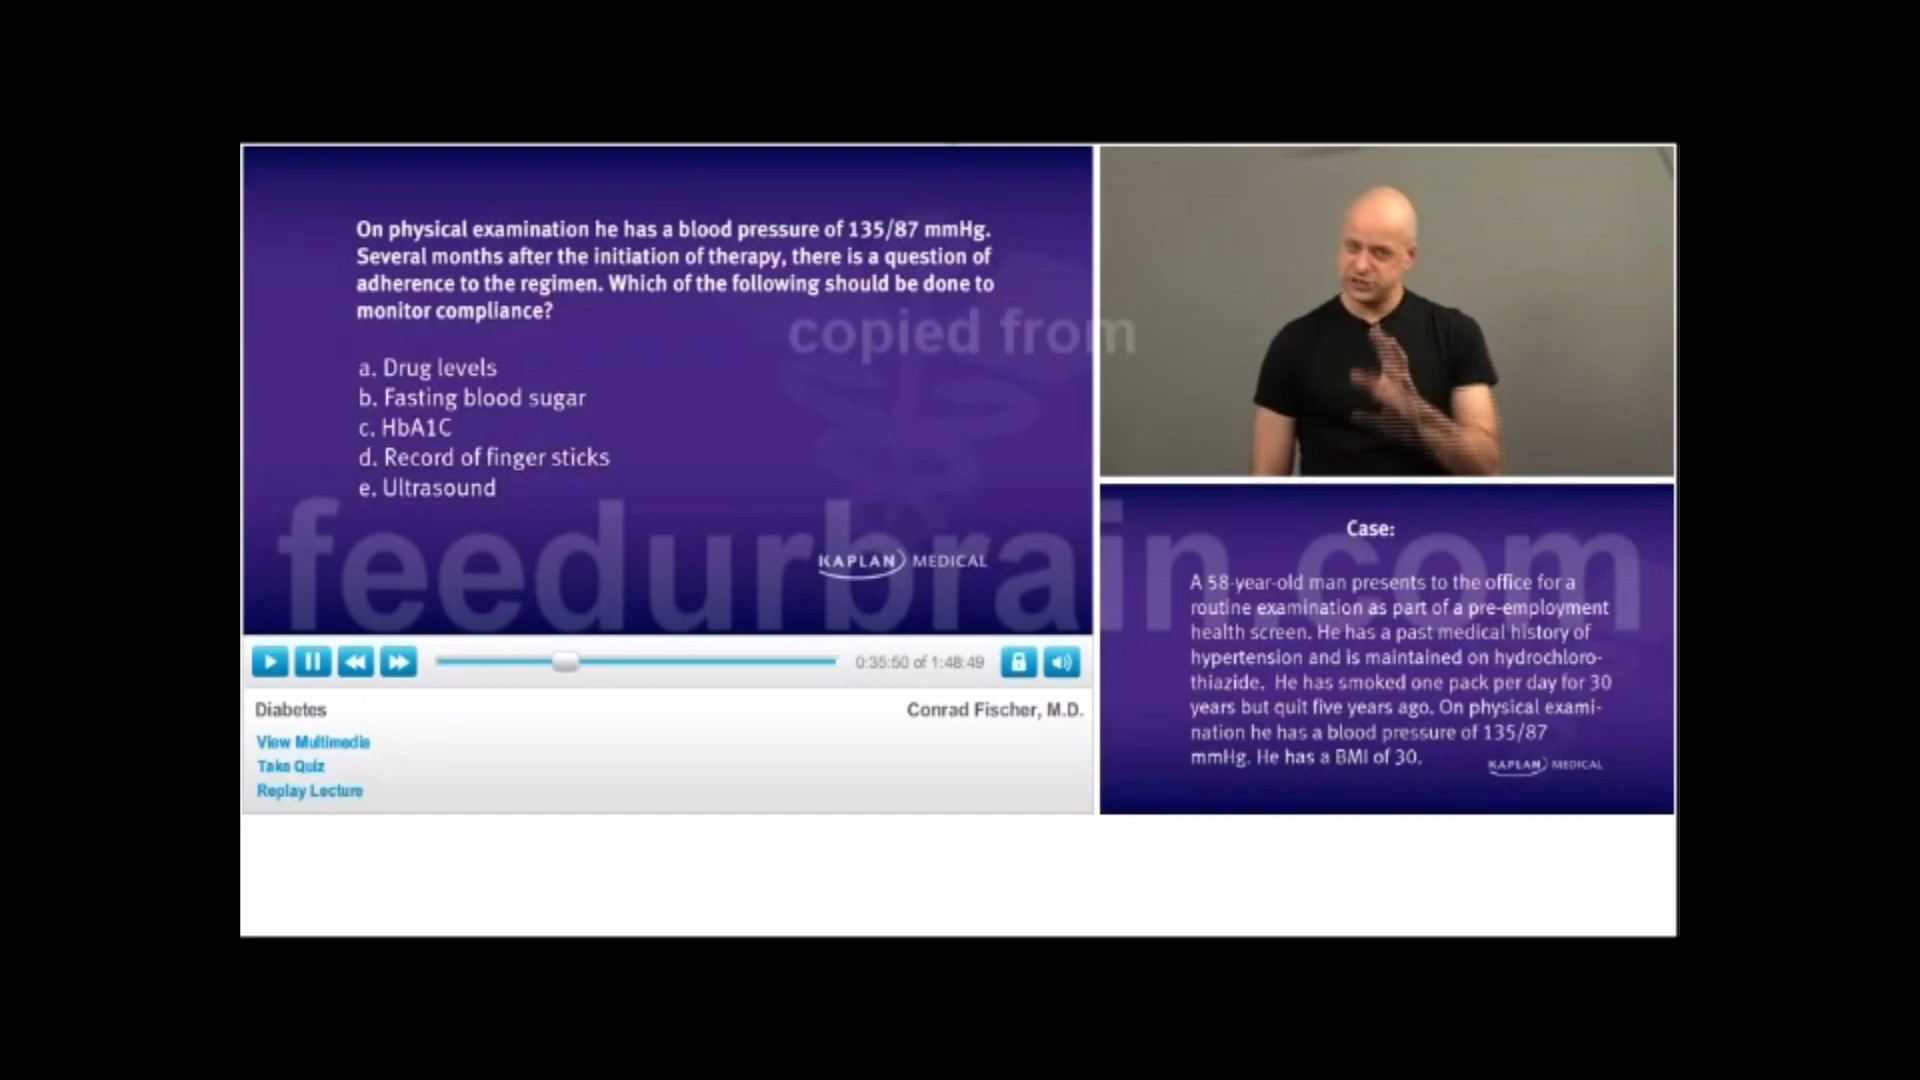 On physical examination he has a blood pressure of 135/87 mmHg.
Several months after the initiation of therapy, there is a question of
adherence to the regimen. Which of the following should be done to
monitor compliance?
a. Drug levels
b. Fasting blood sugar
c. HbA1C
d. Record of finger sticks
e. Ultrasound
copied from
feedurbrain.com
KAPLAN MEDICAL
0:35:50 of 1:48:49
Diabetes
Conrad Fischer, M.D.
View Multimedia
Take Quiz
Replay Lecture
Case:
A 58-year-old man presents to the office for a
routine examination as part of a pre-employment
health screen. He has a past medical history of
hypertension and is maintained on hydrochloro-
thiazide. He has smoked one pack per day for 30
years but quit five years ago. On physical exami-
nation he has a blood pressure of 135/87
mmHg. He has a BMI of 30.
KAPLAN MEDICAL